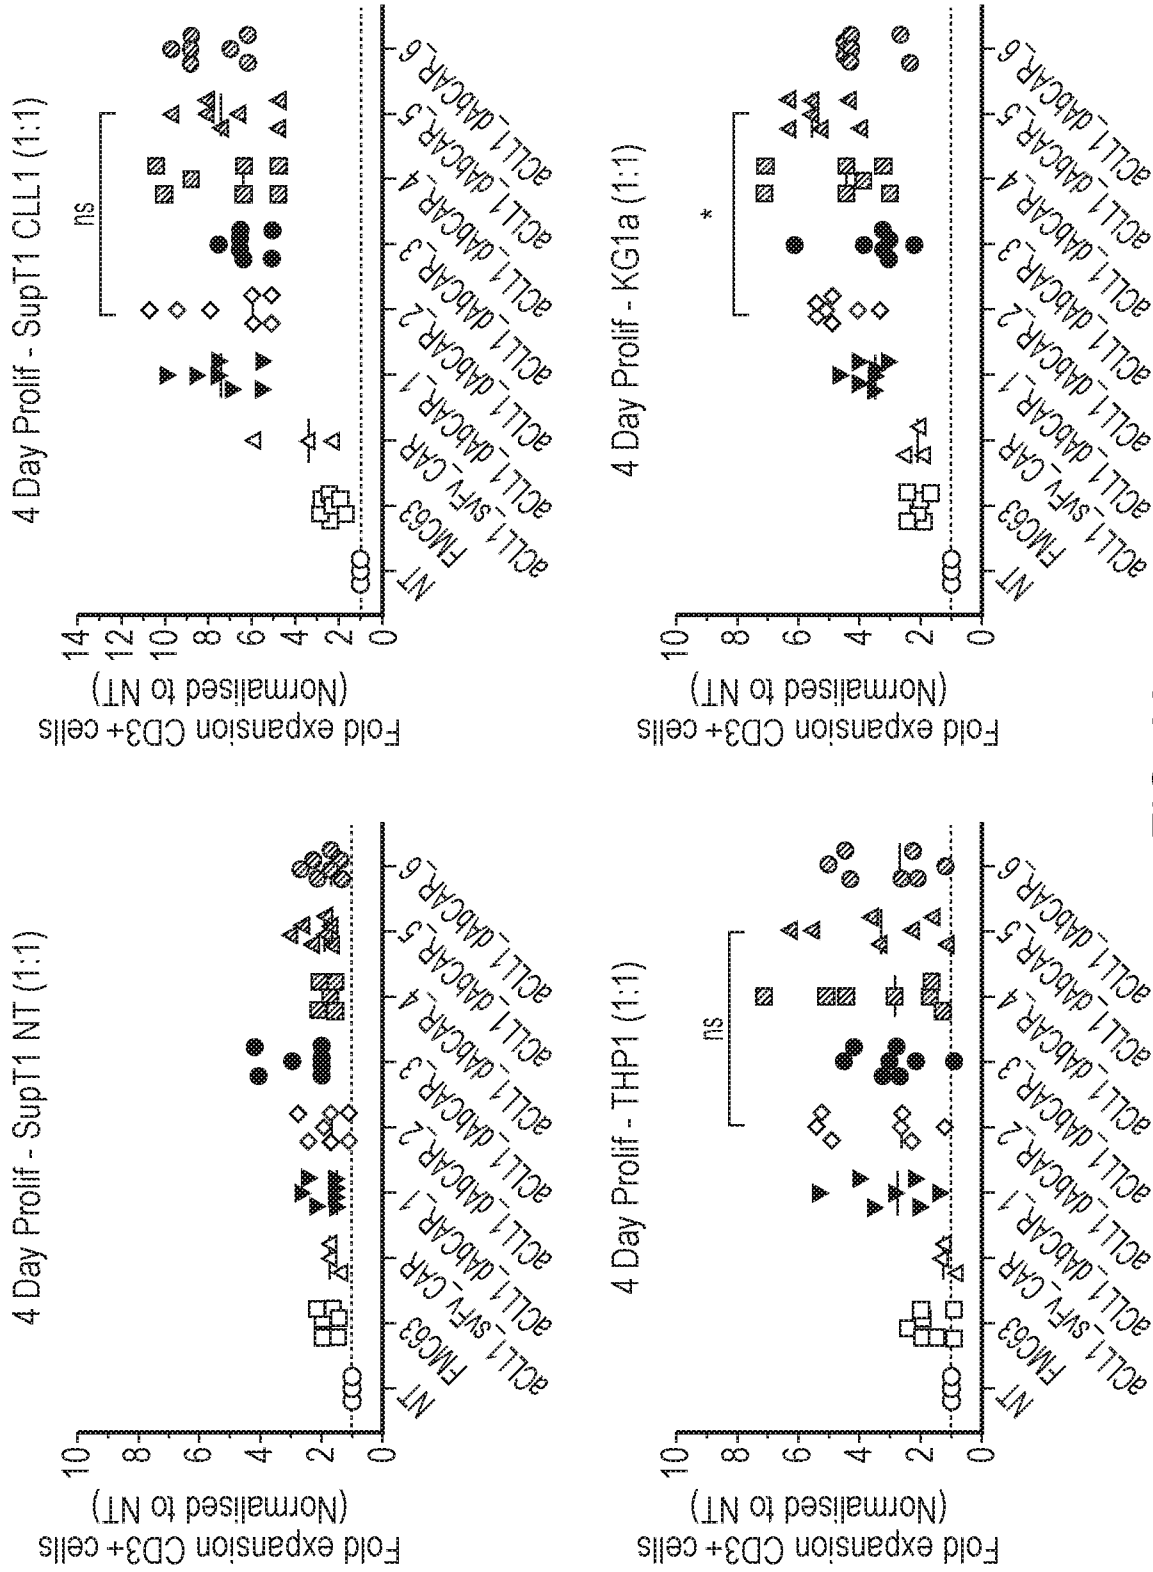 4 Day Prolif - SupT1 NT (1:1)
Fold expansion CD3+ cells
(Normalised to NT)
10
8
6
4
2
0
NT
FMC63
aCLL1_svFv_CAR
aCLL1_dAbCAR_1
aCLL1_dAbCAR_2
aCLL1_dAbCAR_3
aCLL1_dAbCAR_4
aCLL1_dAbCAR_5
aCLL1_dAbCAR_6
4 Day Prolif - SupT1 CLL1 (1:1)
Fold expansion CD3+ cells
(Normalised to NT)
14
12
10
8
6
4
2
0
ns
NT
FMC63
aCLL1_svFv_CAR
aCLL1_dAbCAR_1
aCLL1_dAbCAR_2
aCLL1_dAbCAR_3
aCLL1_dAbCAR_4
aCLL1_dAbCAR_5
aCLL1_dAbCAR_6
4 Day Prolif - THP1 (1:1)
Fold expansion CD3+ cells
(Normalised to NT)
10
8
6
4
2
0
ns
NT
FMC63
aCLL1_svFv_CAR
aCLL1_dAbCAR_1
aCLL1_dAbCAR_2
aCLL1_dAbCAR_3
aCLL1_dAbCAR_4
aCLL1_dAbCAR_5
aCLL1_dAbCAR_6
4 Day Prolif - KG1a (1:1)
Fold expansion CD3+ cells
(Normalised to NT)
10
8
6
4
2
0
*
NT
FMC63
aCLL1_svFv_CAR
aCLL1_dAbCAR_1
aCLL1_dAbCAR_2
aCLL1_dAbCAR_3
aCLL1_dAbCAR_4
aCLL1_dAbCAR_5
aCLL1_dAbCAR_6